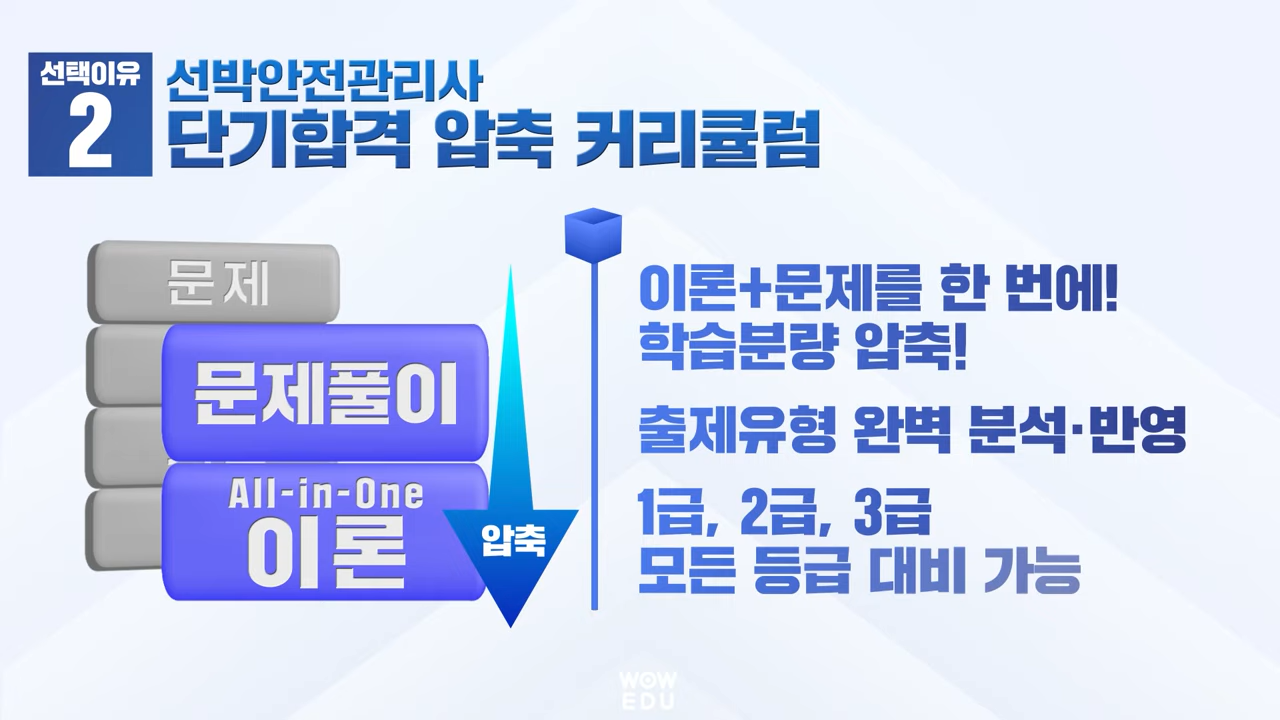 선택이유
2
선박안전관리사
단기합격 압축 커리큘럼
문제
문제풀이
All-in-One
이론
압축
이론+문제를 한 번에!
학습분량 압축!
출제유형 완벽 분석·반영
1급, 2급, 3급
모든 등급 대비 가능
WOW
EDU